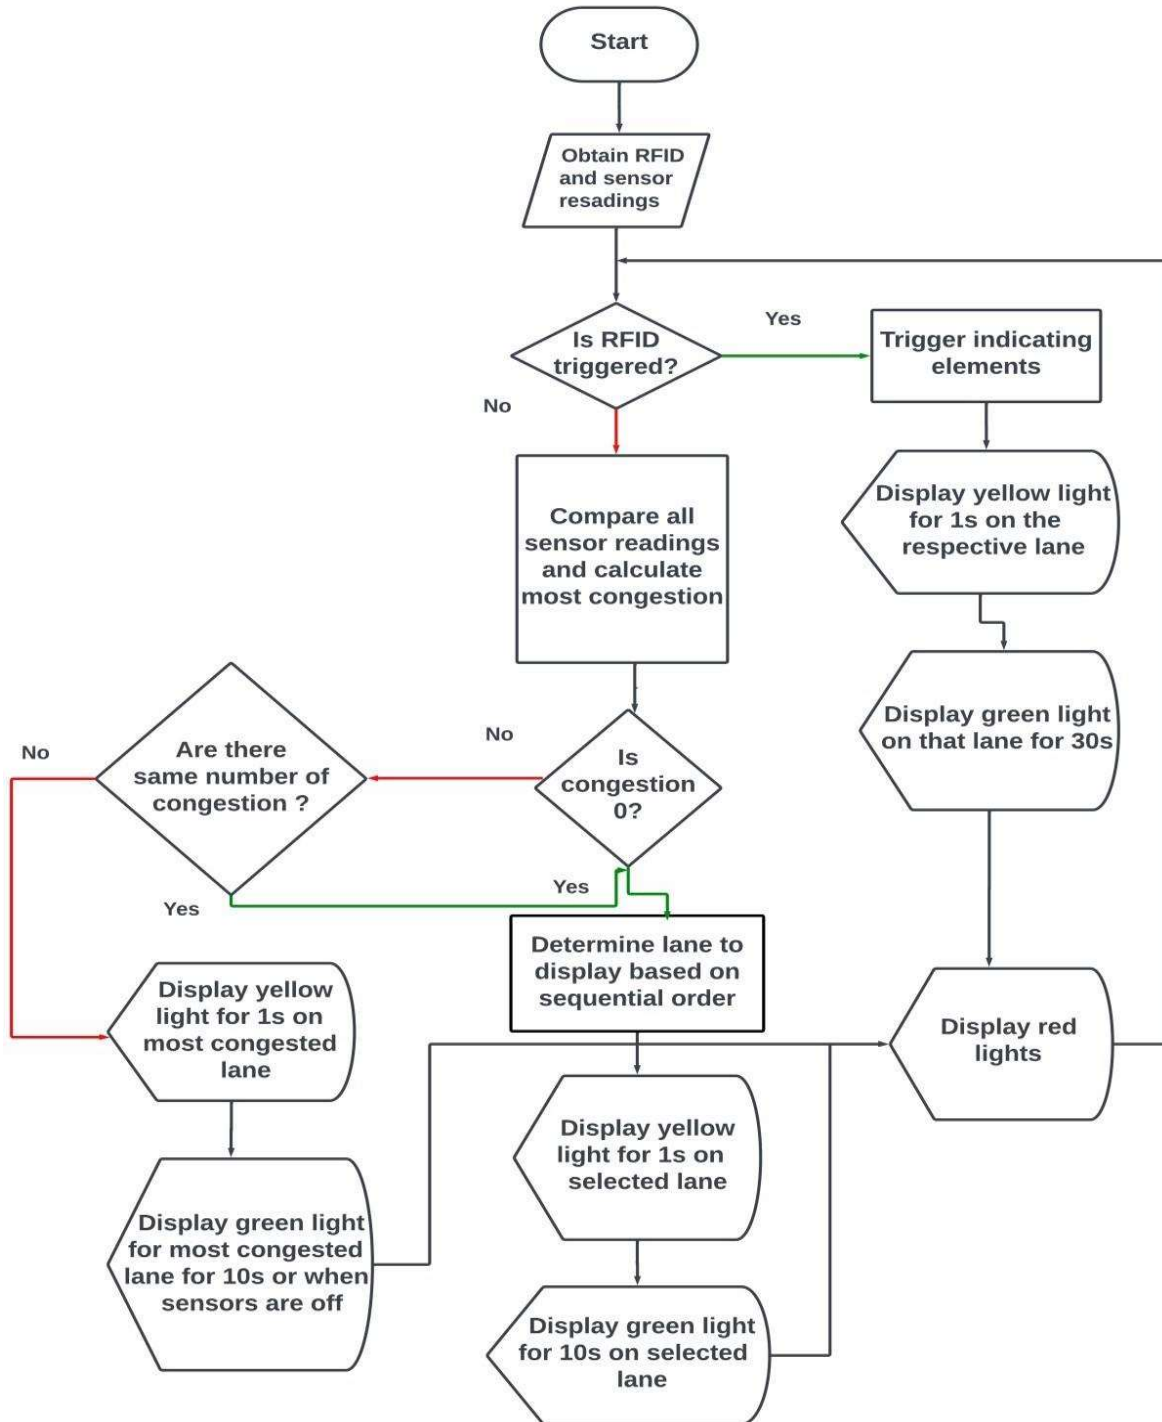 Start
Obtain RFID
and sensor
resadings
Yes
Is RFID
triggered?
Trigger indicating
elements
No
Display yellow light
for 1s on the
respective lane
Compare all
sensor readings
and calculate
most congestion
Display green light
on that lane for 30s
No
Are there
same number of
congestion ?
No
Is
congestion
0?
Yes
Yes
Determine lane to
display based on
sequential order
Display yellow
light for 1s on
most congested
lane
Display red
lights
Display yellow
light for 1s on
selected lane
Display green light
for most congested
lane for 10s or when
sensors are off
Display green light
for 10s on selected
lane